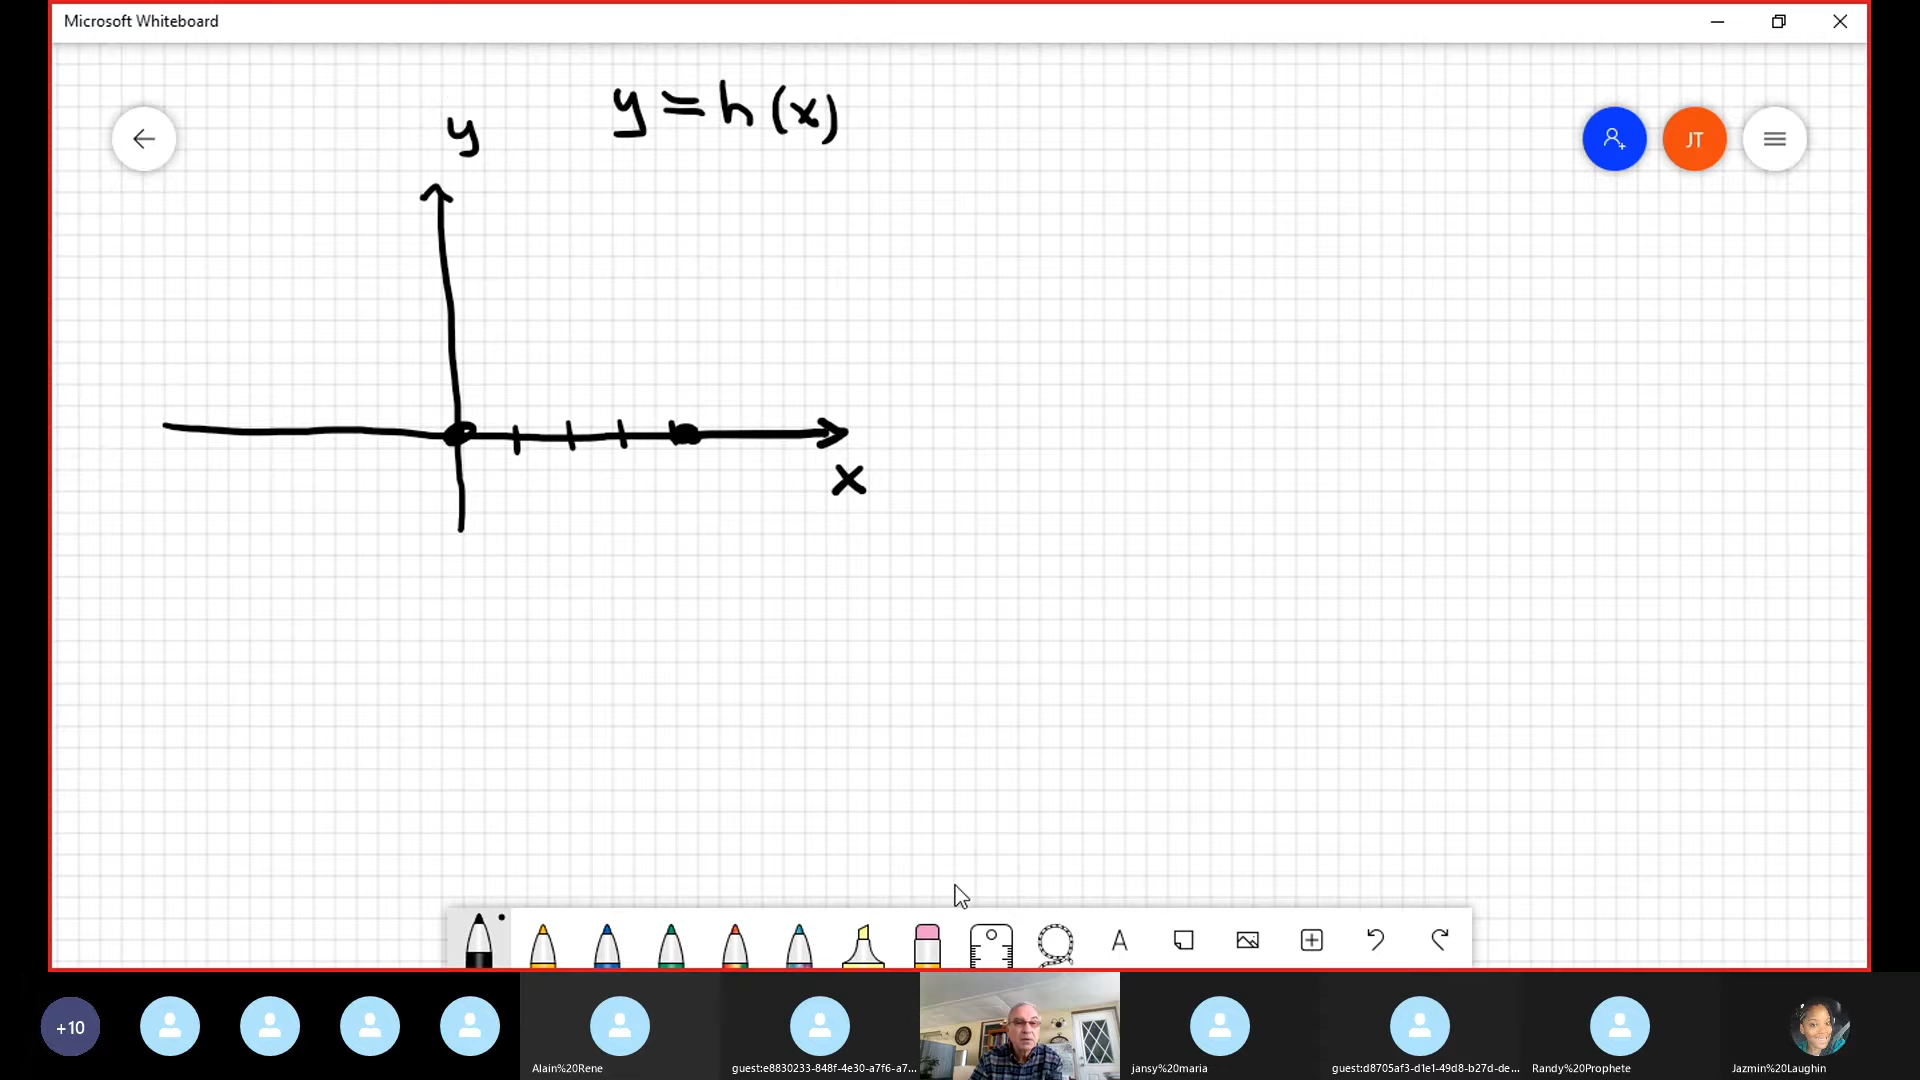 Microsoft Whiteboard
y = h (x)
y
JT
x
A
+10
Alain%20Rene
guest:e8830233-848f-4e30-a7f6-a7...
jansy%20maria
guest:d8705af3-d1e1-49d8-b27d-de...
Randy%20Prophete
Jazmin%20Laughin